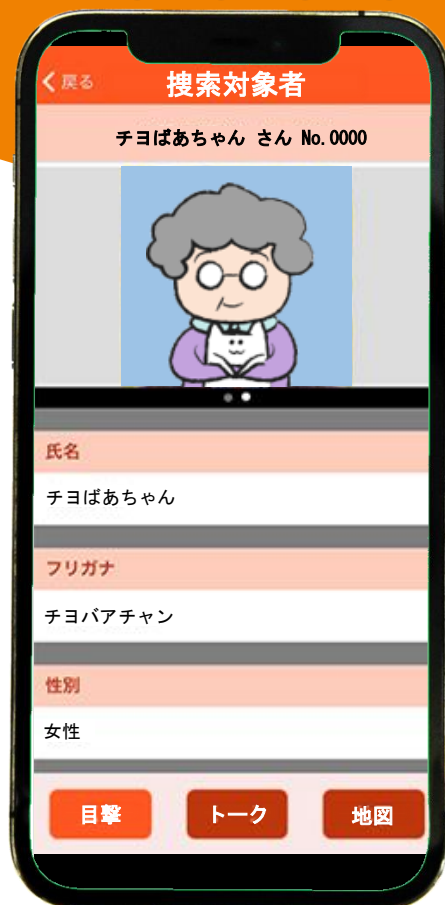 戻る
捜索対象者
チヨばあちゃん さん No.0000
氏名
チヨばあちゃん
フリガナ
チヨバアチャン
性別
女性
目撃
トーク
地図